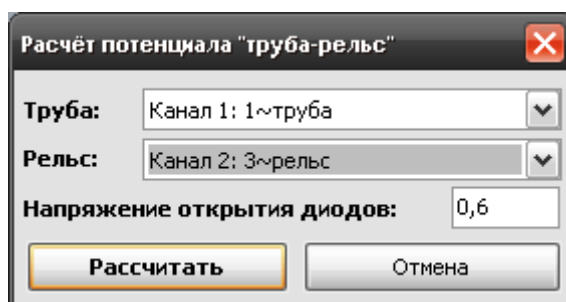 Расчёт потенциала "труба-рельс"
Труба: Канал 1: 1~труба
Рельс: Канал 2: 3~рельс
Напряжение открытия диодов: 0,6
Рассчитать Отмена